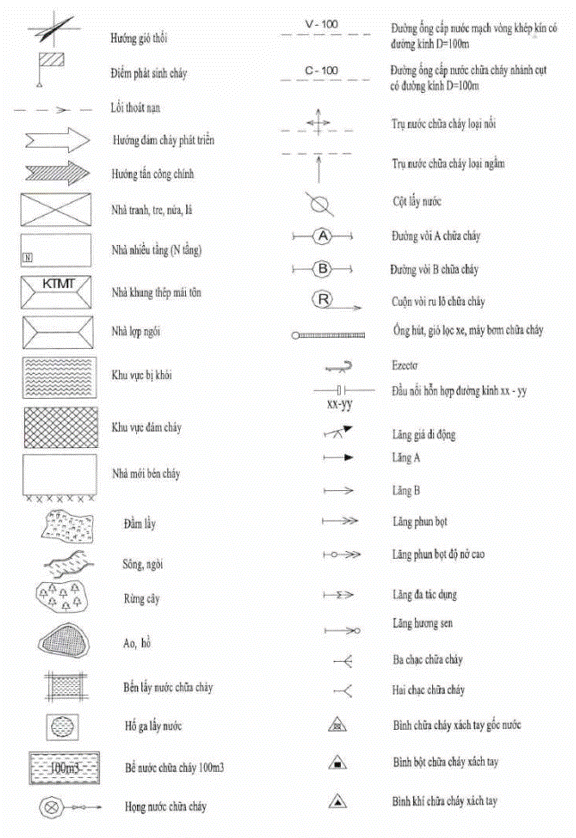 Hướng gió thổi
Điểm phát sinh cháy
Lối thoát nạn
Hướng đám cháy phát triển
Hướng tấn công chính
Nhà tranh, tre, nứa, lá
N
Nhà nhiều tầng (N tầng)
KTMT
Nhà khung thép mái tôn
Nhà lợp ngói
Khu vực bị khói
Khu vực đám cháy
Nhà mới bén cháy
Đầm lầy
Sông, ngòi
Rừng cây
Ao, hồ
Bến lấy nước chữa cháy
Hố ga lấy nước
100m3
Bể nước chữa cháy 100m3
Họng nước chữa cháy
V - 100
Đường ống cấp nước mạch vòng khép kín có
đường kính D=100m
C - 100
Đường ống cấp nước chữa cháy nhánh cụt
có đường kính D=100m
Trụ nước chữa cháy loại nổi
Trụ nước chữa cháy loại ngầm
Cột lấy nước
A
Đường vòi A chữa cháy
B
Đường vòi B chữa cháy
R
Cuộn vòi ru lô chữa cháy
Ống hút, giỏ lọc xe, máy bơm chữa cháy
Ezectơ
xx-yy
Đầu nối hỗn hợp đường kính xx - yy
Lăng giá di động
Lăng A
Lăng B
Lăng phun bọt
Lăng phun bọt độ nở cao
Lăng đa tác dụng
Lăng hương sen
Ba chạc chữa cháy
Hai chạc chữa cháy
Bình chữa cháy xách tay gốc nước
Bình bột chữa cháy xách tay
Bình khí chữa cháy xách tay